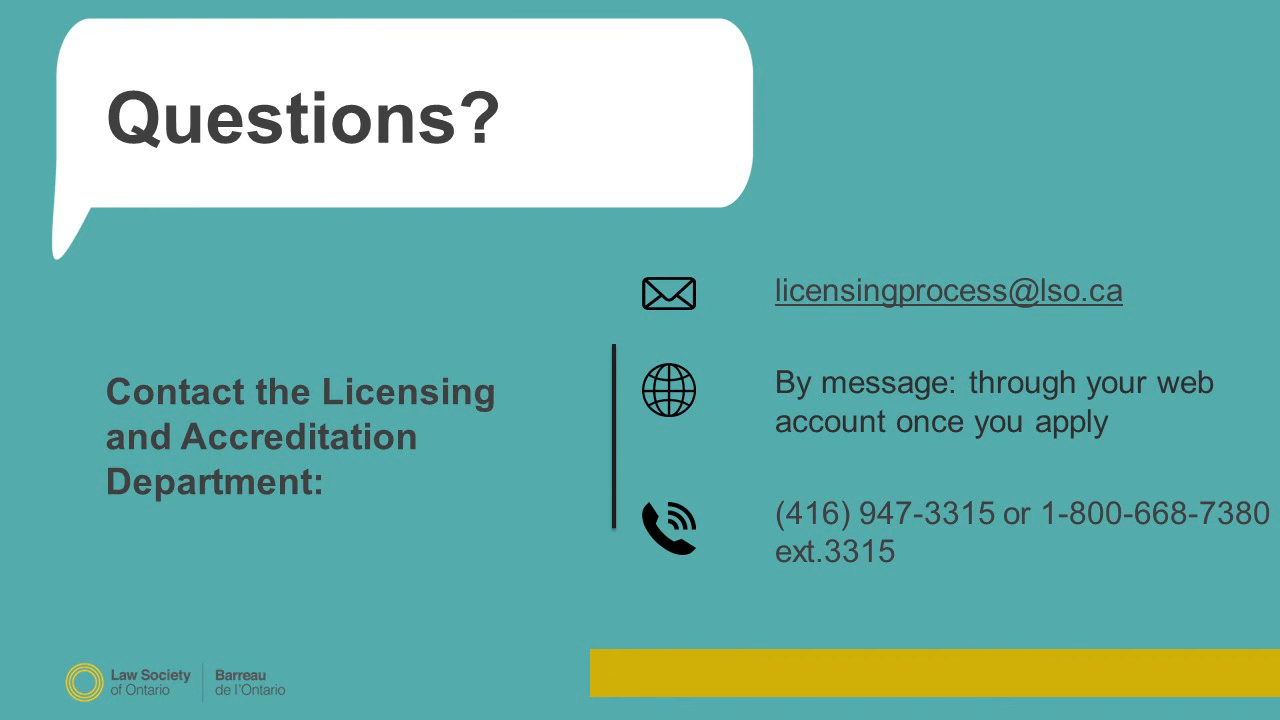 Questions?
Contact the Licensing
and Accreditation
Department:
licensingprocess@lso.ca
By message: through your web
account once you apply
(416) 947-3315 or 1-800-668-7380
ext.3315
Law Society
of Ontario
Barreau
de l'Ontario